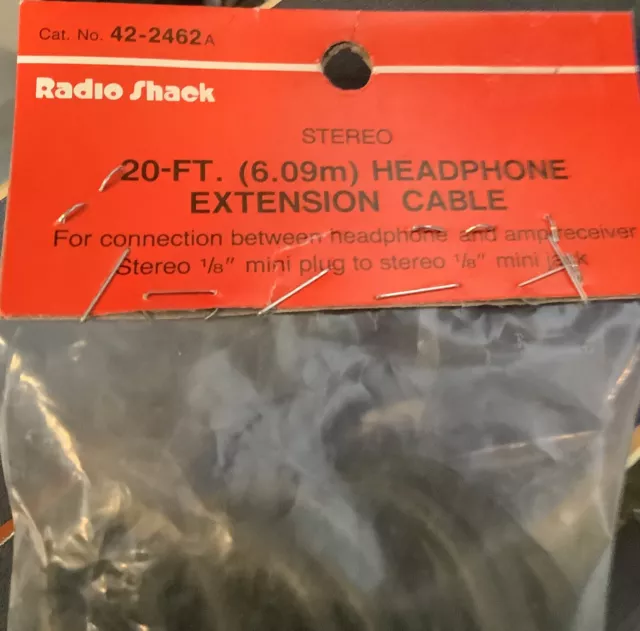 Cat. No. 42-2462A
Radio Shack
STEREO
20-FT. (6.09m) HEADPHONE
EXTENSION CABLE
For connection between headphone and amp/receiver
Stereo 1/8" mini plug to stereo 1/8" mini jack